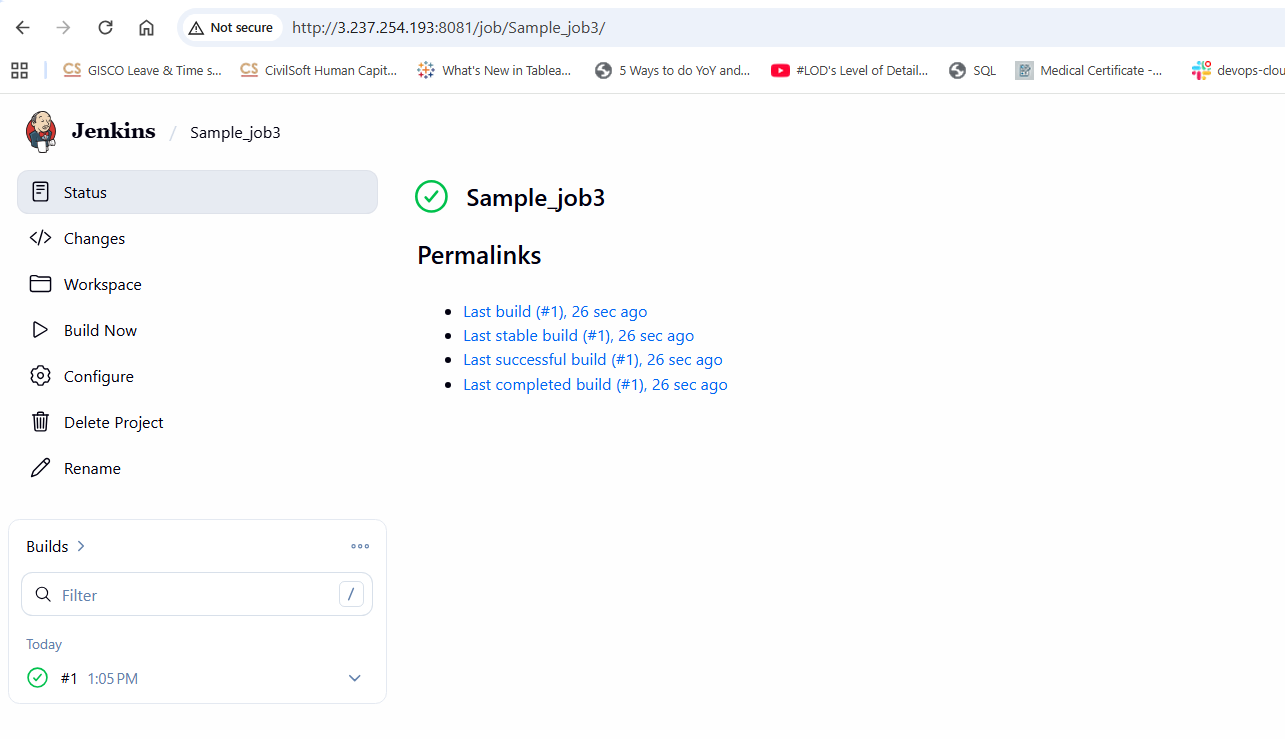 Not secure http://3.237.254.193:8081/job/Sample_job3/
CS GISCO Leave & Time s... CS CivilSoft Human Capit... What's New in Tablea... 5 Ways to do YoY and... #LOD's Level of Detail... SQL Medical Certificate -... devops-clou
Jenkins / Sample_job3
Status
Changes
Workspace
Build Now
Configure
Delete Project
Rename
Builds
Filter /
Today
#1 1:05 PM
Sample_job3
Permalinks
Last build (#1), 26 sec ago
Last stable build (#1), 26 sec ago
Last successful build (#1), 26 sec ago
Last completed build (#1), 26 sec ago